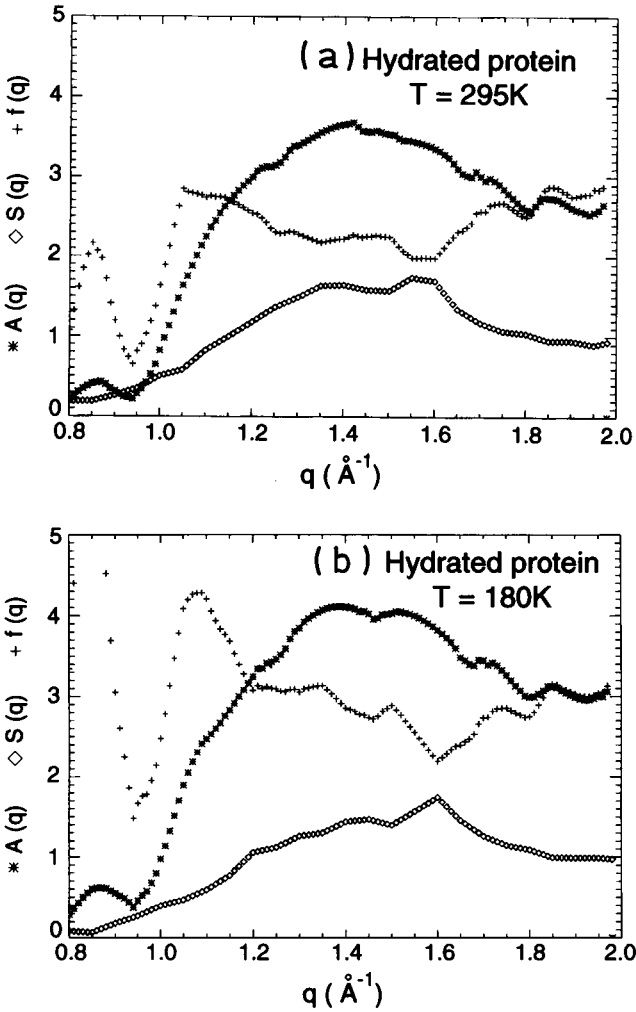 5
4
3
2
1
0
✱ A (q) ◇ S (q) + f (q)
(a) Hydrated protein
T = 295K
0.8 1.0 1.2 1.4 1.6 1.8 2.0
q ( Å⁻¹)
5
4
3
2
1
0
✱ A (q) ◇ S (q) + f (q)
(b) Hydrated protein
T = 180K
0.8 1.0 1.2 1.4 1.6 1.8 2.0
q ( Å⁻¹)